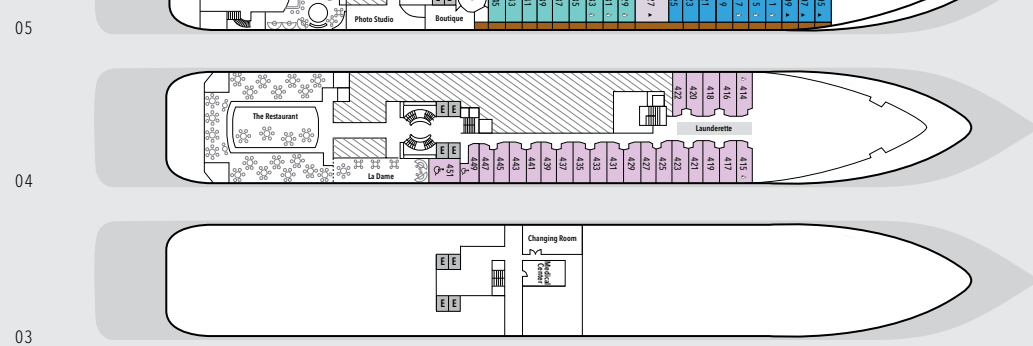 05
Photo Studio
Boutique
04
The Restaurant
E E
E E
La Dame
422 420 418 416 414
Launderette
451 449 447 445 443 441 439 437 435 433 431 429 427 425 423 421 419 417 415
03
E E
E E
Changing Room
Medical
Center